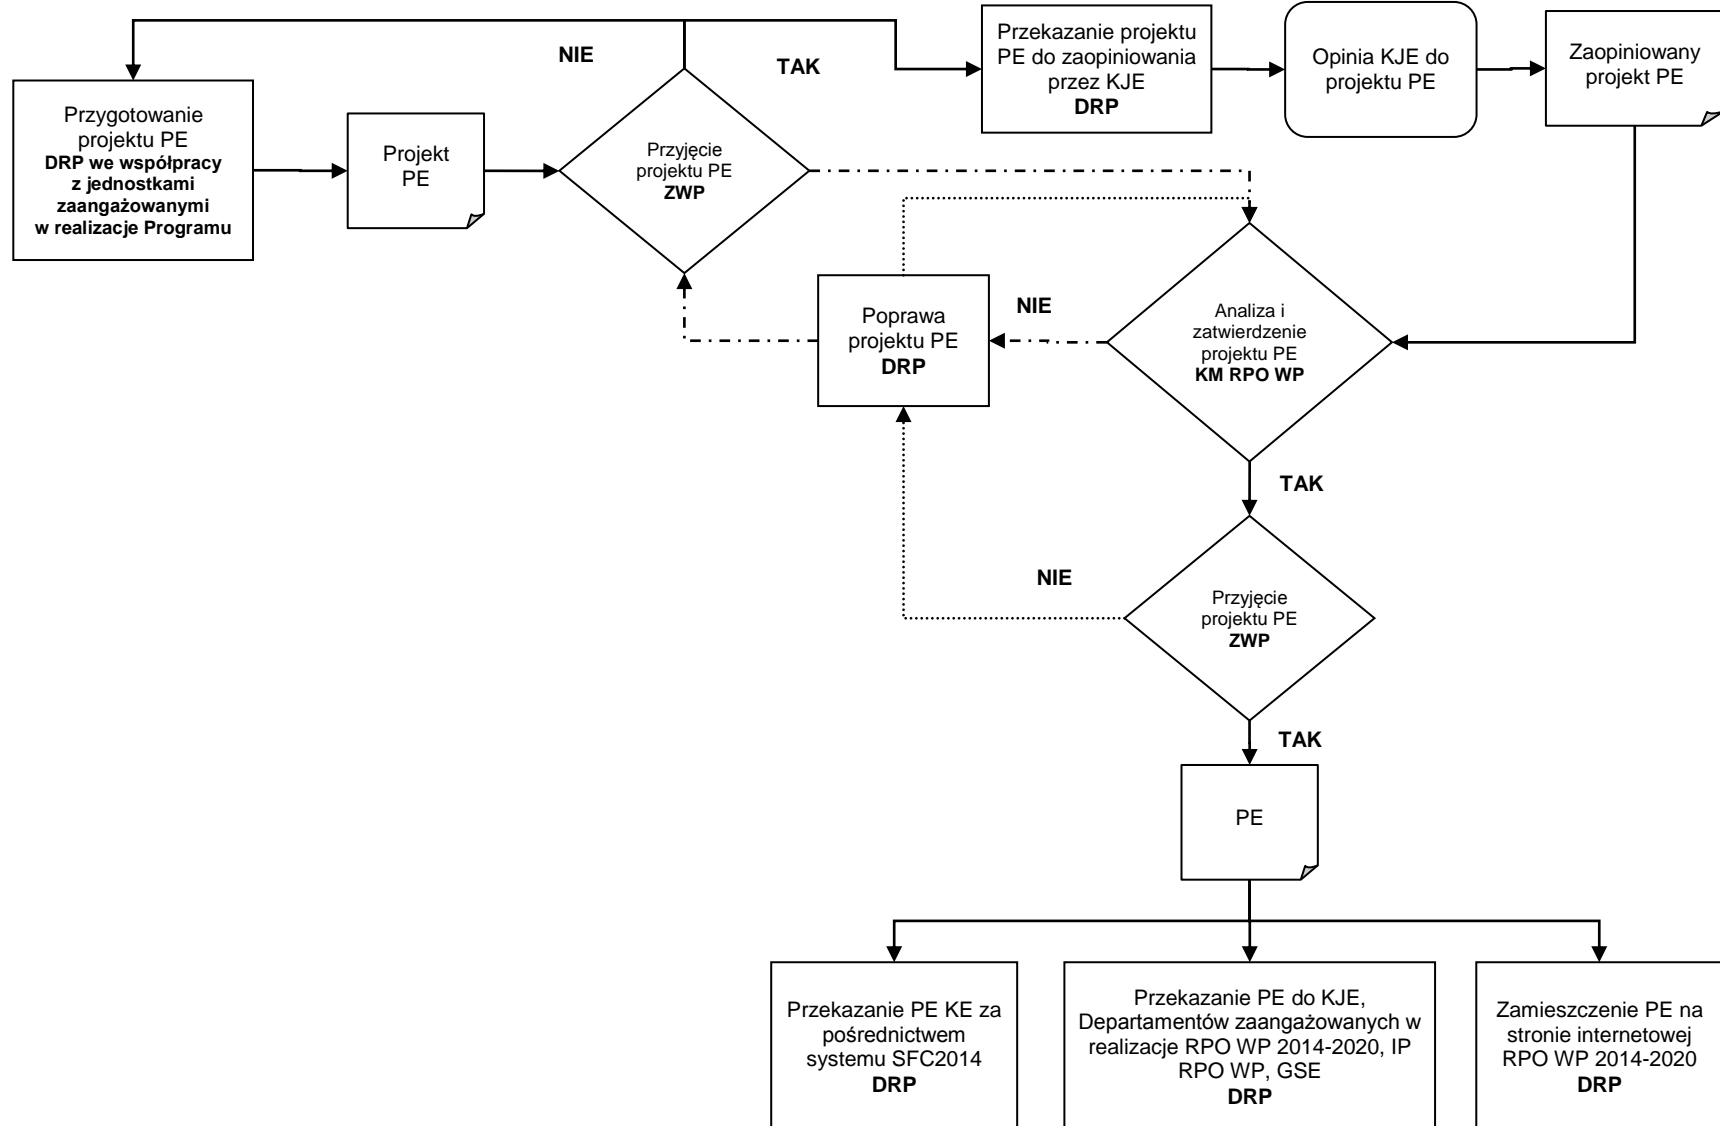 NIE
TAK
Przekazanie projektu
PE do zaopiniowania
przez KJE
DRP
Opinia KJE do
projektu PE
Zaopiniowany
projekt PE
Przygotowanie
projektu PE
DRP we współpracy
z jednostkami
zaangażowanymi
w realizacje Programu
Projekt
PE
Przyjęcie
projektu PE
ZWP
Poprawa
projektu PE
DRP
NIE
Analiza i
zatwierdzenie
projektu PE
KM RPO WP
TAK
NIE
Przyjęcie
projektu PE
ZWP
TAK
PE
Przekazanie PE KE za
pośrednictwem
systemu SFC2014
DRP
Przekazanie PE do KJE,
Departamentów zaangażowanych w
realizacje RPO WP 2014-2020, IP
RPO WP, GSE
DRP
Zamieszczenie PE na
stronie internetowej
RPO WP 2014-2020
DRP